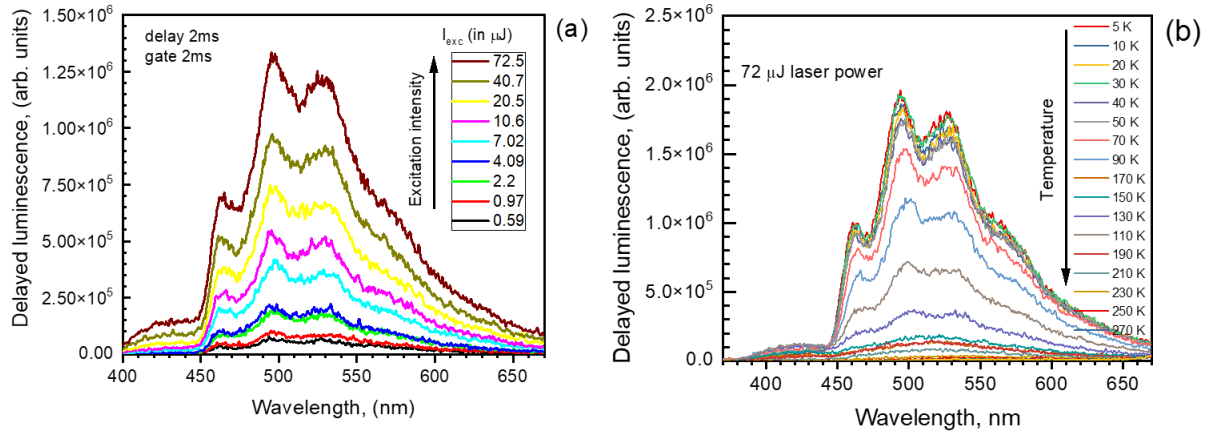 delay 2ms
gate 2ms
I_exc (in μJ)
72.5
40.7
20.5
10.6
7.02
4.09
2.2
0.97
0.59
Excitation intensity
(a)
Delayed luminescence, (arb. units)
1.50×10⁶
1.25×10⁶
1.00×10⁶
7.50×10⁵
5.00×10⁵
2.50×10⁵
0.00
400 450 500 550 600 650
Wavelength, (nm)
(b)
72 μJ laser power
5 K
10 K
20 K
30 K
40 K
50 K
70 K
90 K
170 K
150 K
130 K
110 K
190 K
210 K
230 K
250 K
270 K
Temperature
Delayed luminescence, (arb. units)
2.5×10⁶
2.0×10⁶
1.5×10⁶
1.0×10⁶
5.0×10⁵
0.0
400 450 500 550 600 650
Wavelength, nm